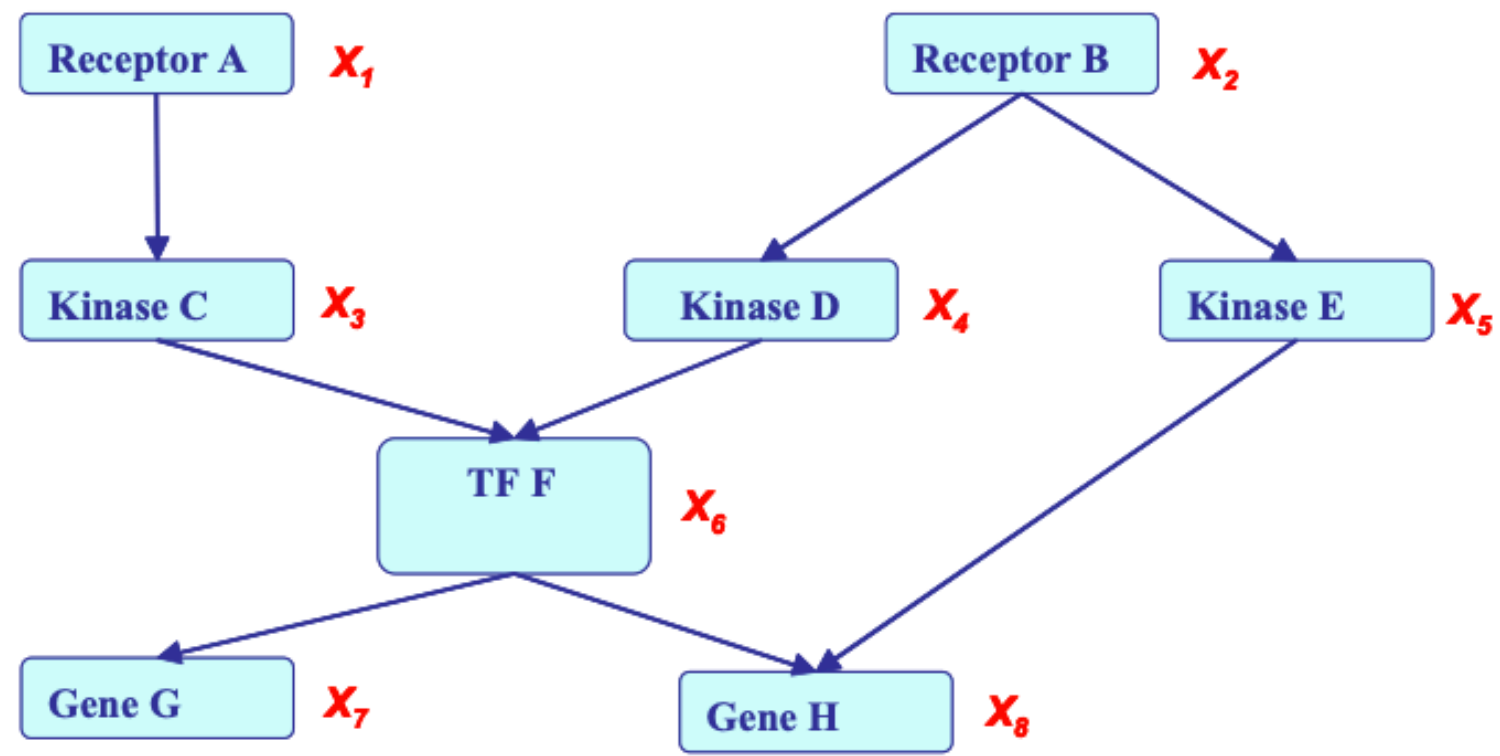 Receptor A X₁ Receptor B X₂
Kinase C X₃ Kinase D X₄ Kinase E X₅
TF F X₆
Gene G X₇ Gene H X₈